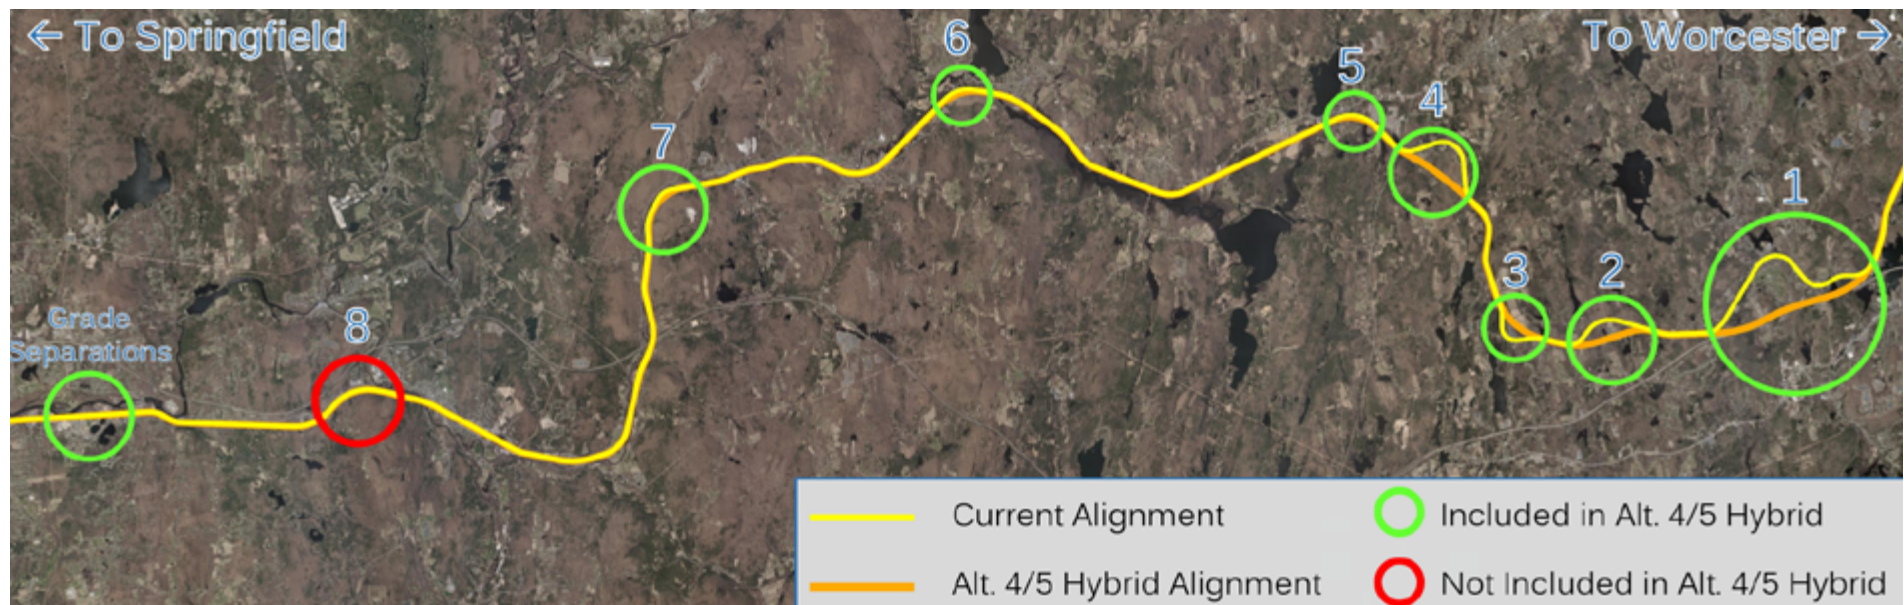 ← To Springfield
To Worcester →
6
5
4
7
1
3
2
Grade
Separations
8
Current Alignment
Included in Alt. 4/5 Hybrid
Alt. 4/5 Hybrid Alignment
Not Included in Alt. 4/5 Hybrid